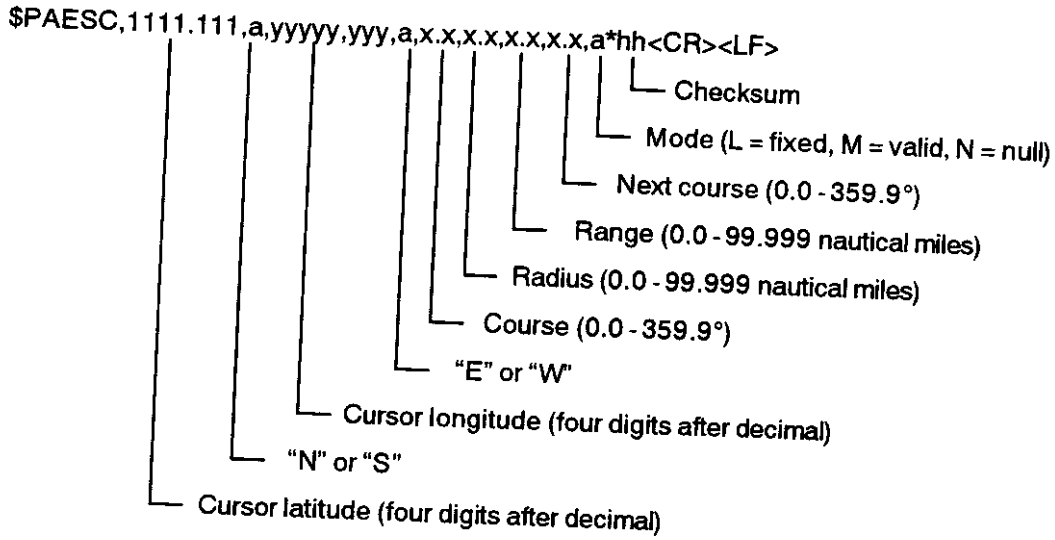 $PAESC,1111.111,a,yyyyy,yyy,a,x.x,x.x,x.x,x.x,a*hh<CR><LF>
Checksum
Mode (L = fixed, M = valid, N = null)
Next course (0.0 - 359.9°)
Range (0.0 - 99.999 nautical miles)
Radius (0.0 - 99.999 nautical miles)
Course (0.0 - 359.9°)
“E” or “W”
Cursor longitude (four digits after decimal)
“N” or “S”
Cursor latitude (four digits after decimal)